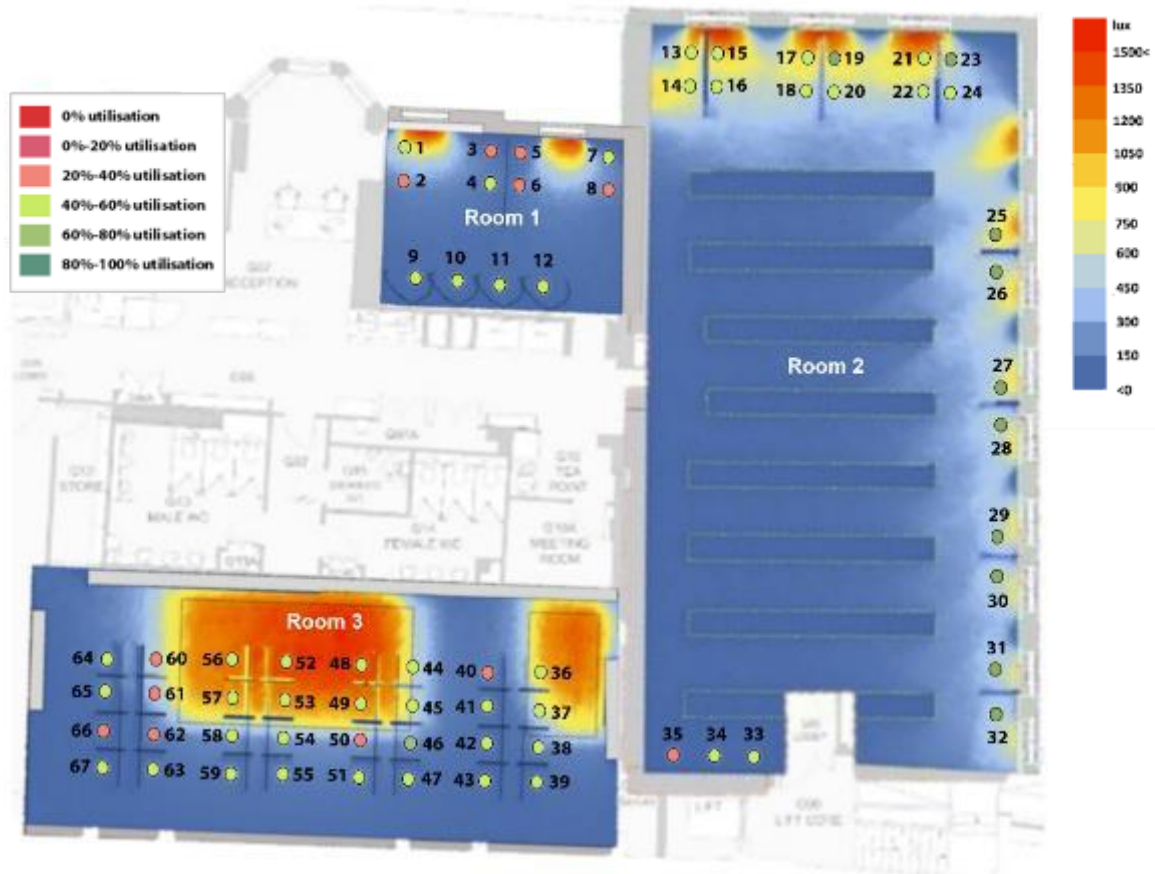 lux
1500<
1350
1200
1050
900
750
600
450
300
150
<0
0% utilisation
0%-20% utilisation
20%-40% utilisation
40%-60% utilisation
60%-80% utilisation
80%-100% utilisation
13 15 17 19 21 23
14 16 18 20 22 24
1 3 5 7
2 4 6 8
Room 1
9 10 11 12
RECEPTION
25
26
Room 2
27
28
STORE
MALE WC
FEMALE WC
TEA
POINT
MEETING
ROOM
29
30
31
32
Room 3
64 60 56 52 48 44 40 36
65 61 57 53 49 45 41 37
66 62 58 54 50 46 42 38
67 63 59 55 51 47 43 39
35 34 33
LIFT
LIFT CORE